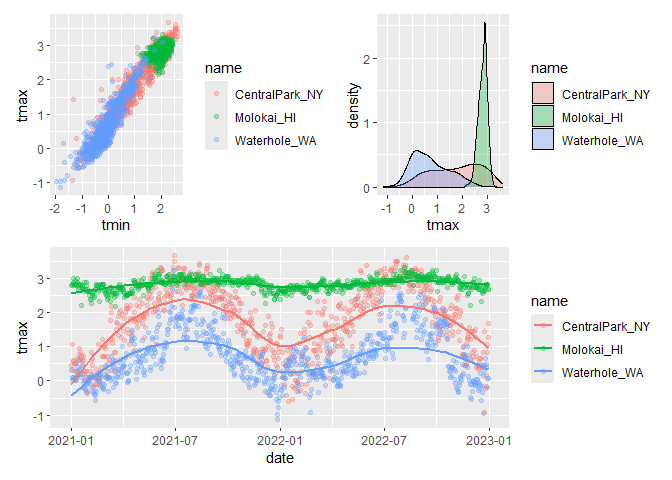 tmax
3
2
1
0
-1
-2 -1 0 1 2
tmin
name
CentralPark_NY
Molokai_HI
Waterhole_WA
density
2
1
0
-1 0 1 2 3
tmax
name
CentralPark_NY
Molokai_HI
Waterhole_WA
tmax
3
2
1
0
-1
2021-01 2021-07 2022-01 2022-07 2023-01
date
name
CentralPark_NY
Molokai_HI
Waterhole_WA